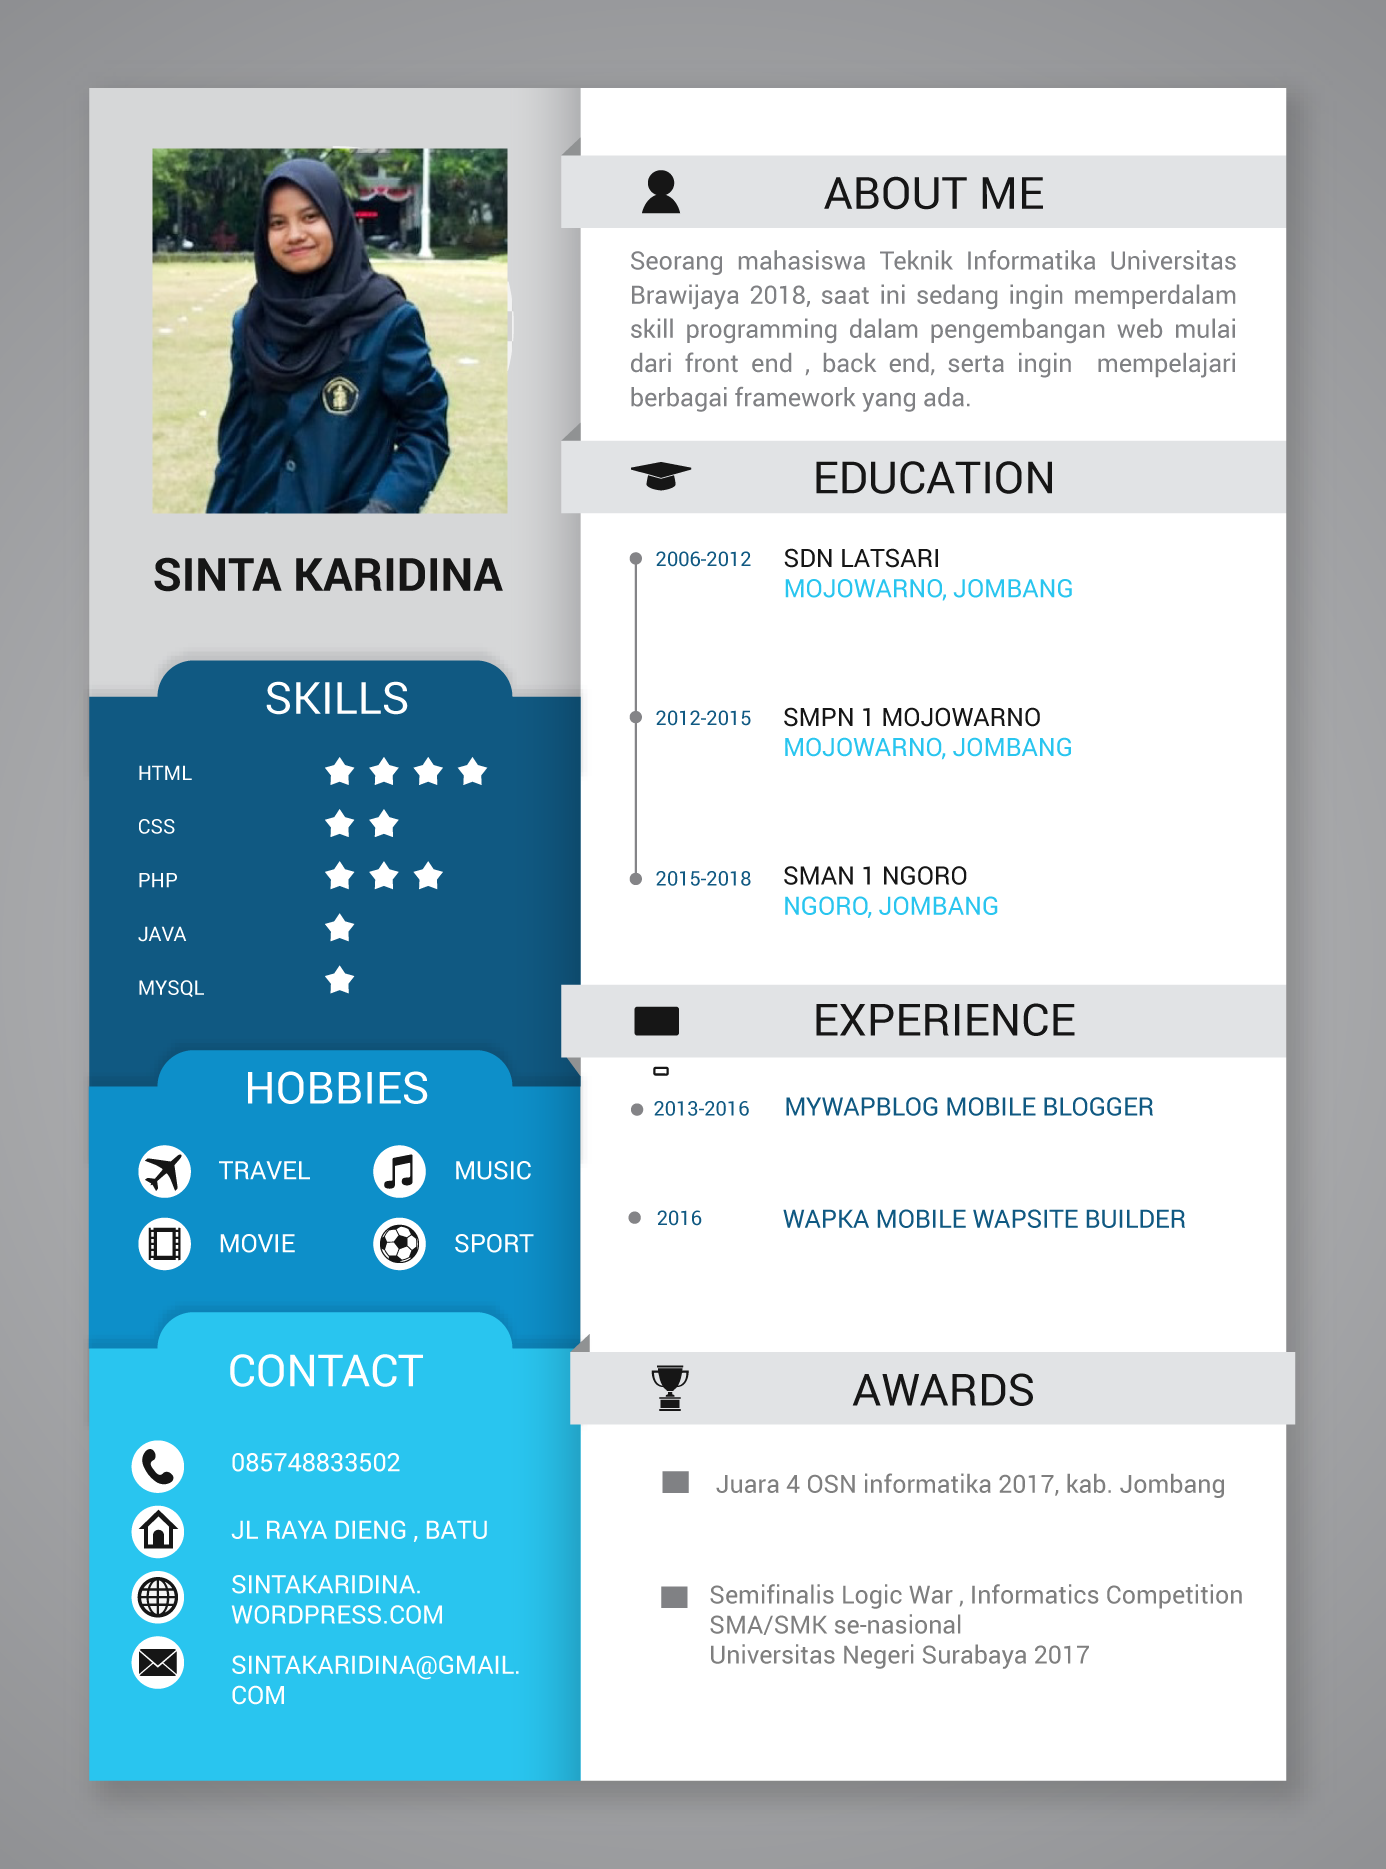 SINTA KARIDINA
SKILLS
HTML
CSS
PHP
JAVA
MYSQL
HOBBIES
TRAVEL
MUSIC
MOVIE
SPORT
CONTACT
085748833502
JL RAYA DIENG , BATU
SINTAKARIDINA.
WORDPRESS.COM
SINTAKARIDINA@GMAIL.
COM
ABOUT ME
Seorang mahasiswa Teknik Informatika Universitas
Brawijaya 2018, saat ini sedang ingin memperdalam
skill programming dalam pengembangan web mulai
dari front end , back end, serta ingin mempelajari
berbagai framework yang ada.
EDUCATION
2006-2012 SDN LATSARI
MOJOWARNO, JOMBANG
2012-2015 SMPN 1 MOJOWARNO
MOJOWARNO, JOMBANG
2015-2018 SMAN 1 NGORO
NGORO, JOMBANG
EXPERIENCE
2013-2016 MYWAPBLOG MOBILE BLOGGER
2016 WAPKA MOBILE WAPSITE BUILDER
AWARDS
Juara 4 OSN informatika 2017, kab. Jombang
Semifinalis Logic War , Informatics Competition
SMA/SMK se-nasional
Universitas Negeri Surabaya 2017